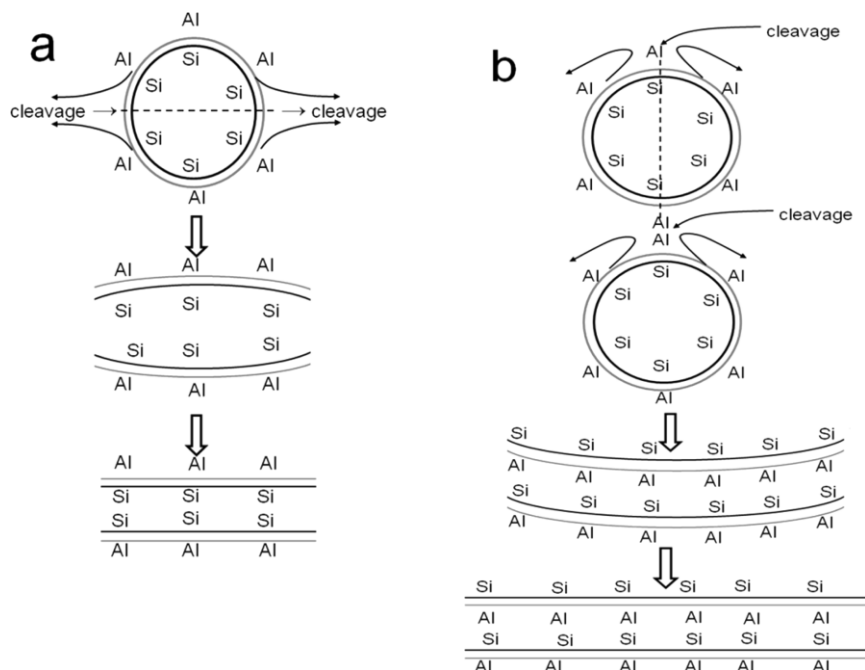 a
Al
Al Si Al
Si Si
cleavage → → cleavage
Si Si
Al Si Al
Al
Al Al Al
Si Si Si
Si Si Si
Al Al Al
Al Al Al
Si Si Si
Si Si Si
Al Al Al
b
cleavage
Al
Al Si Al
Si Si
Si Si
Al Si Al
Al
cleavage
Al
Al Si Al
Si Si
Si Si
Al Si Al
Al
Si Si Si Si Si Si
Al Al Al Al Al Al
Si Si Si Si Si Si
Al Al Al Al Al Al
Si Si Si Si Si Si
Al Al Al Al Al Al
Si Si Si Si Si Si
Al Al Al Al Al Al